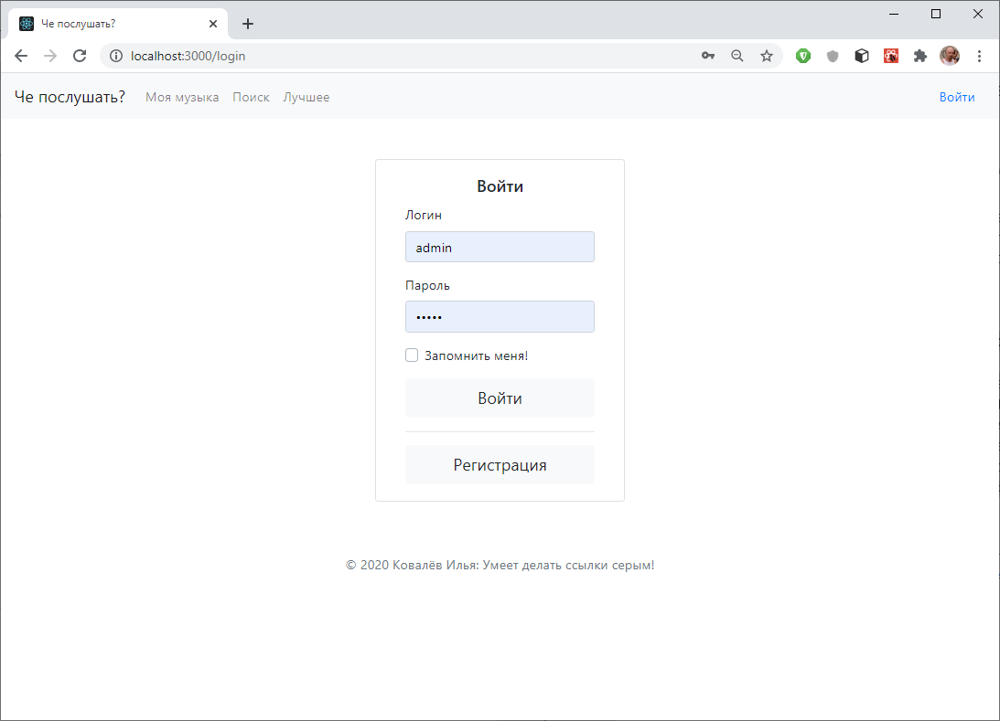 Че послушать?
localhost:3000/login
Че послушать? Моя музыка Поиск Лучшее Войти
Войти
Логин
admin
Пароль
•••••
Запомнить меня!
Войти
Регистрация
© 2020 Ковалёв Илья: Умеет делать ссылки серым!